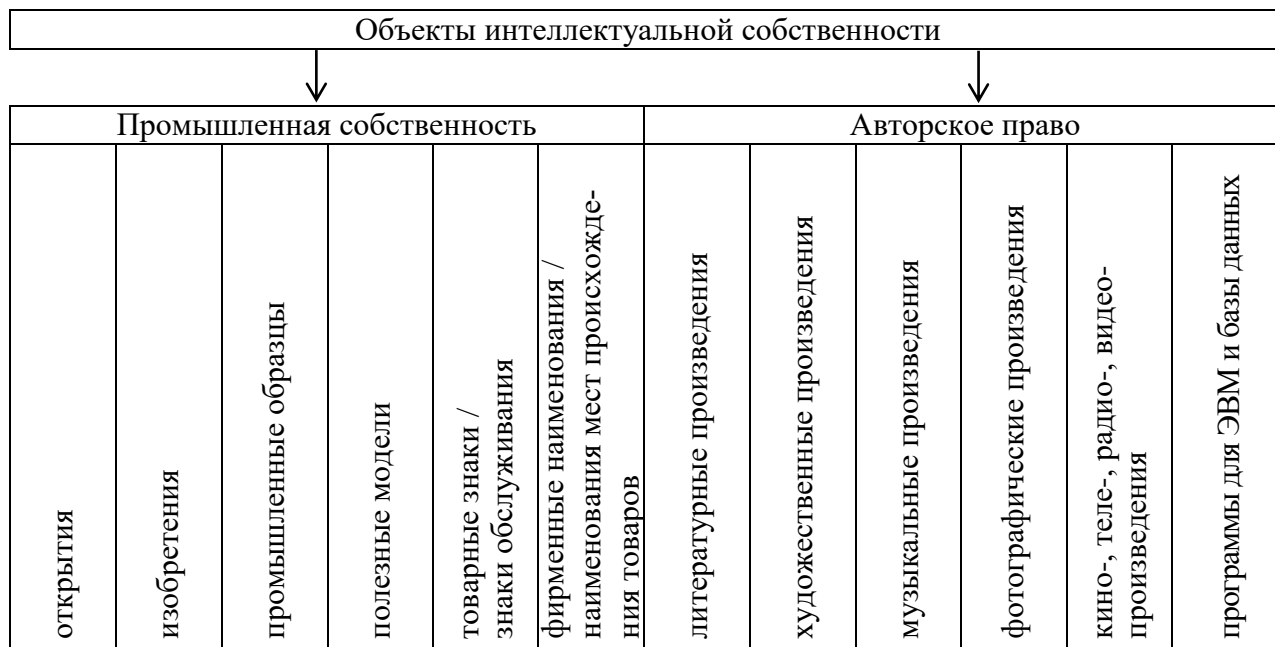 Объекты интеллектуальной собственности
Промышленная собственность
Авторское право
открытия
изобретения
промышленные образцы
полезные модели
товарные знаки /
знаки обслуживания
фирменные наименования /
наименования мест происхожде-
ния товаров
литературные произведения
художественные произведения
музыкальные произведения
фотографические произведения
кино-, теле-, радио-, видео-
произведения
программы для ЭВМ и базы данных